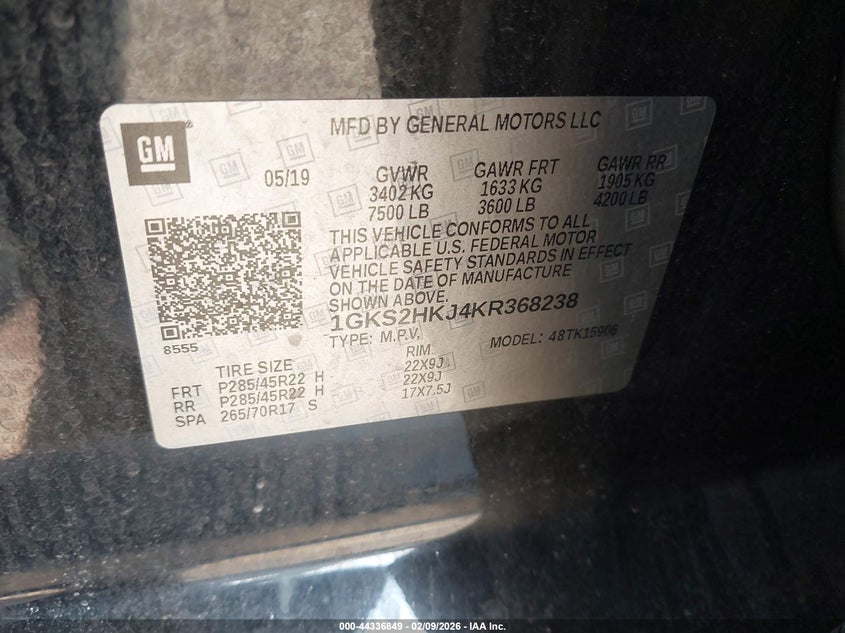 GM
MFD BY GENERAL MOTORS LLC
05/19 GVWR GAWR FRT GAWR RR
3402 KG 1633 KG 1905 KG
7500 LB 3600 LB 4200 LB
THIS VEHICLE CONFORMS TO ALL
APPLICABLE U.S. FEDERAL MOTOR
VEHICLE SAFETY STANDARDS IN EFFECT
ON THE DATE OF MANUFACTURE
SHOWN ABOVE.
1GKS2HKJ4KR368238
8555
TYPE: M.P.V. MODEL: 48TK15906
TIRE SIZE RIM
FRT P285/45R22 H 22X9J
RR P285/45R22 H 22X9J
SPA 265/70R17 S 17X7.5J
000-44336849 - 02/09/2026 - IAA Inc.